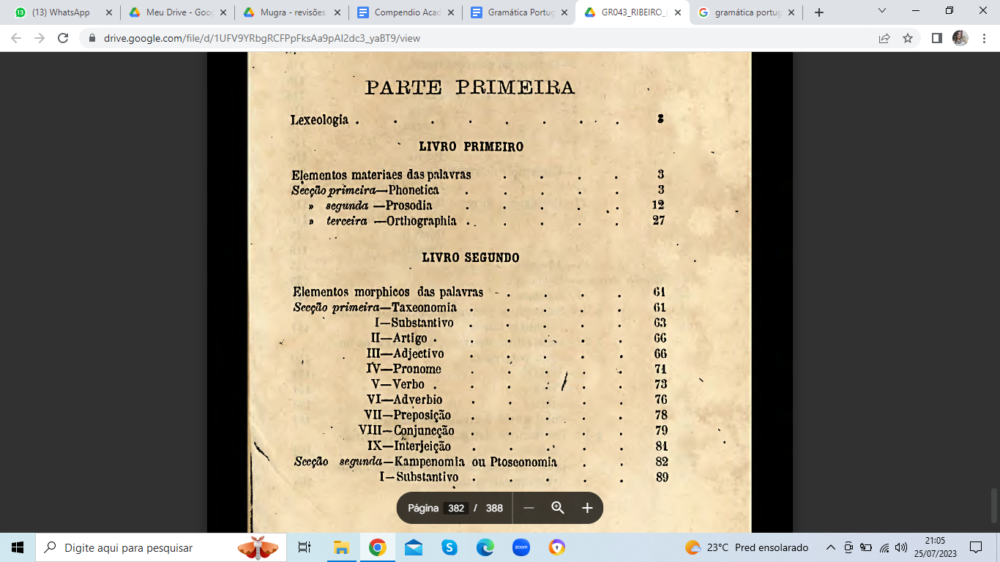 (13) WhatsApp
Meu Drive - Goo
Mugra - revisões
Compendio Acad
Gramática Portug
GR043_RIBEIRO_
gramática portug
drive.google.com/file/d/1UFV9YRbgRCFPpFksAa9pAI2dc3_yaBT9/view
PARTE PRIMEIRA
Lexeologia . . . . . . . .
LIVRO PRIMEIRO
Elementos materiaes das palavras . . . . 3
Secção primeira—Phonetica . . . . . 3
» segunda —Prosodia . . . . . 12
» terceira —Orthographia . . . . . 27
LIVRO SEGUNDO
Elementos morphicos das palavras . . . . 61
Secção primeira—Taxeonomia . . . . . 61
I—Substantivo . . . . . 63
II—Artigo . . . . . . 66
III—Adjectivo . . . . . 66
IV—Pronome . . . . . 71
V—Verbo . . . . . . 73
VI—Adverbio . . . . . 76
VII—Preposição . . . . . 78
VIII—Conjuncção . . . . . 79
IX—Interjeição . . . . . 81
Secção segunda—Kampenomia ou Ptoseonomia . . 82
I—Substantivo . . . . . 89
Página 382 / 388
Digite aqui para pesquisar
zoom
23°C Pred ensolarado
21:05
25/07/2023